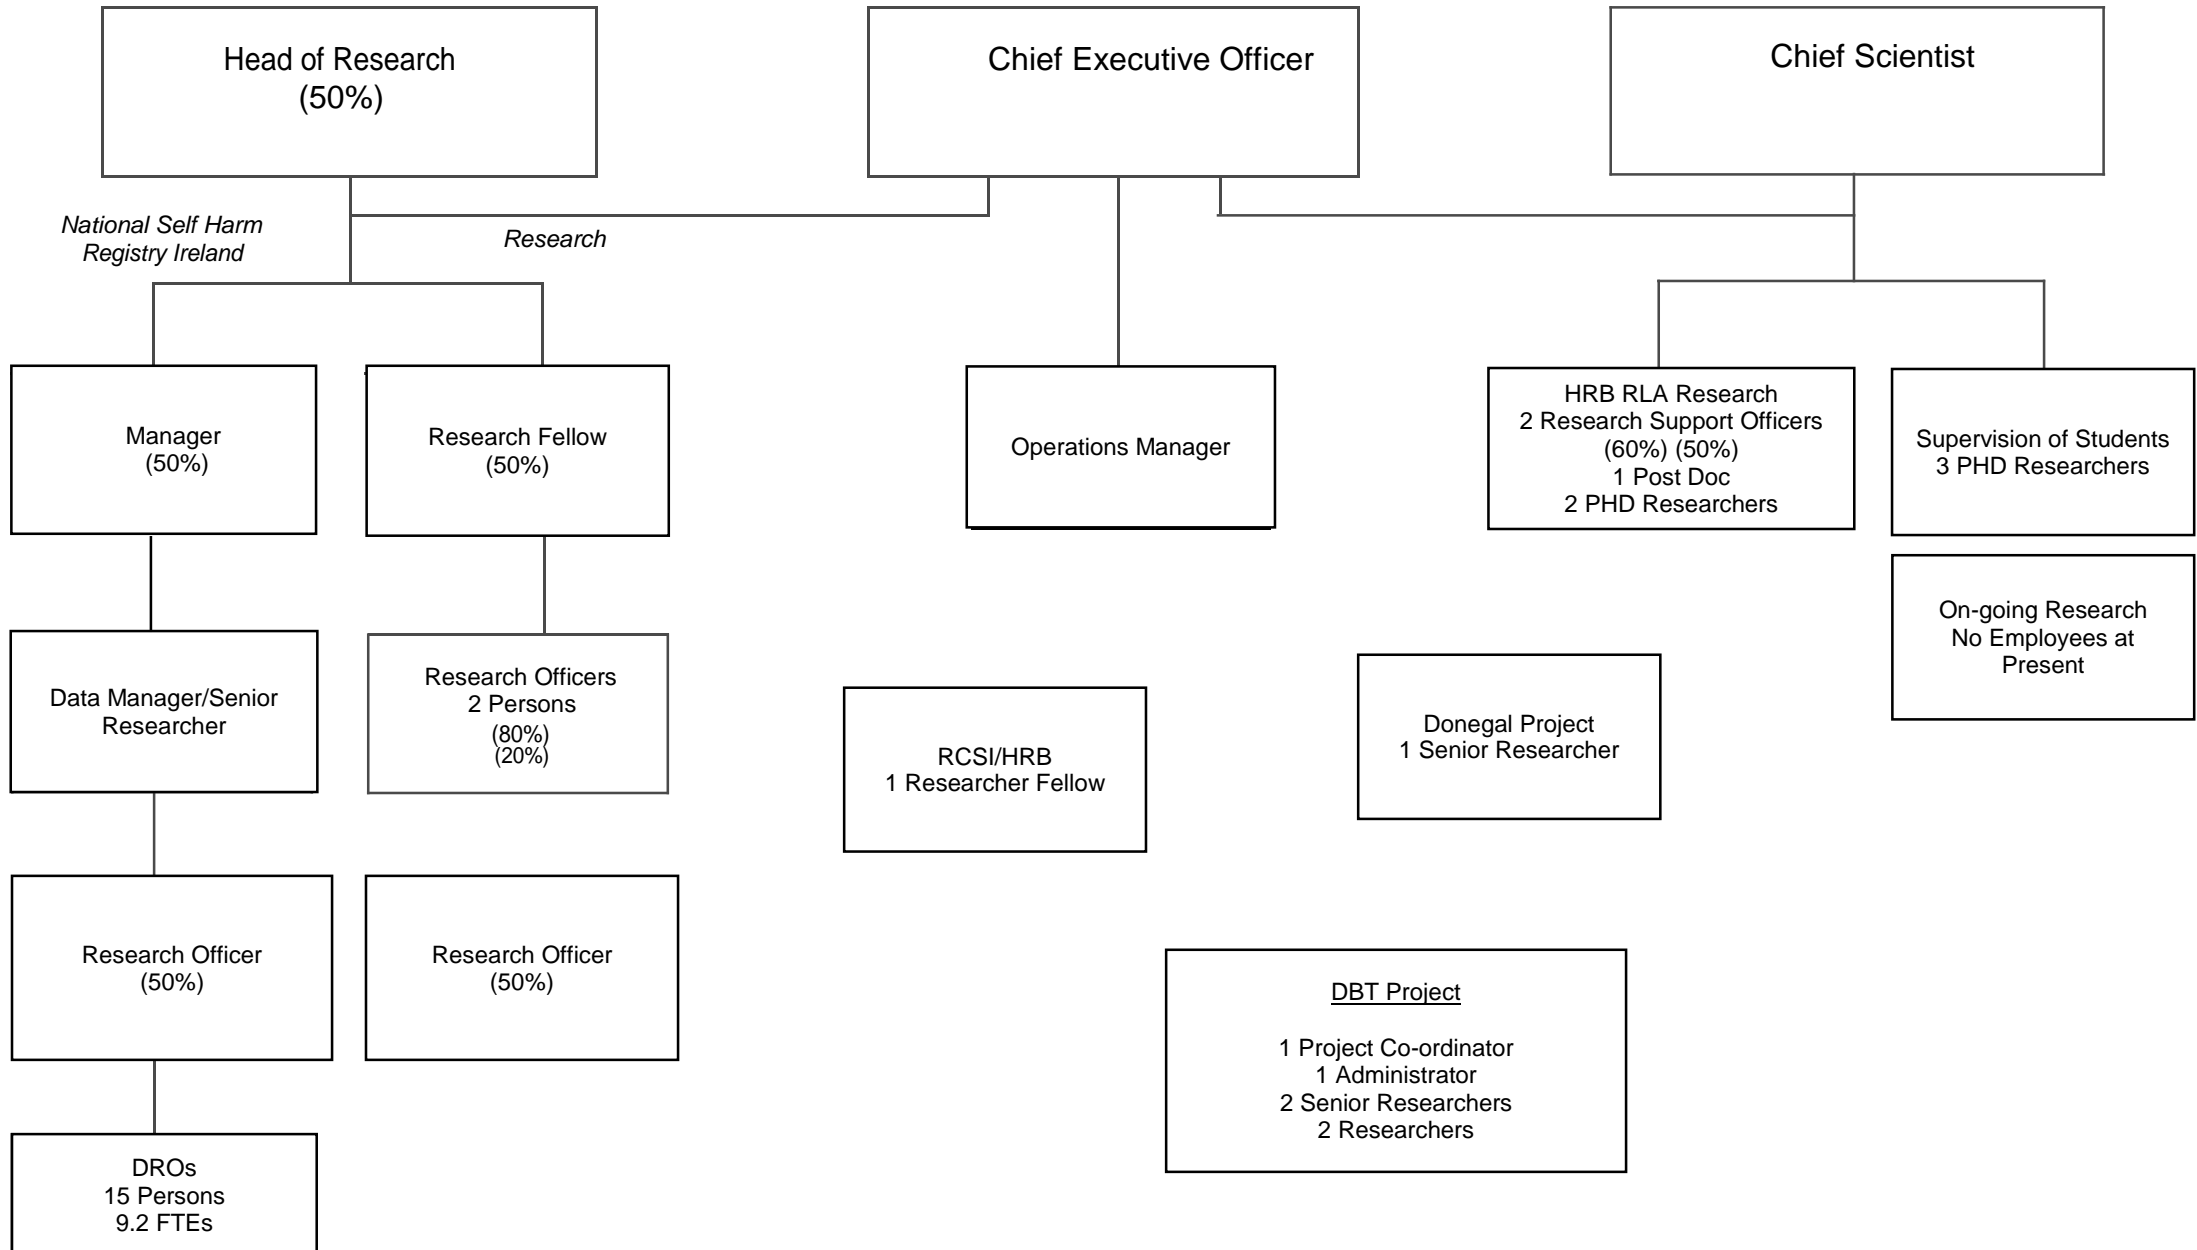 Head of Research
(50%)
Chief Executive Officer
Chief Scientist
National Self Harm
Registry Ireland
Research
Manager
(50%)
Research Fellow
(50%)
Operations Manager
HRB RLA Research
2 Research Support Officers
(60%) (50%)
1 Post Doc
2 PHD Researchers
Supervision of Students
3 PHD Researchers
On-going Research
No Employees at
Present
Data Manager/Senior
Researcher
Research Officers
2 Persons
(80%)
(20%)
RCSI/HRB
1 Researcher Fellow
Donegal Project
1 Senior Researcher
Research Officer
(50%)
Research Officer
(50%)
DBT Project
1 Project Co-ordinator
1 Administrator
2 Senior Researchers
2 Researchers
DROs
15 Persons
9.2 FTEs